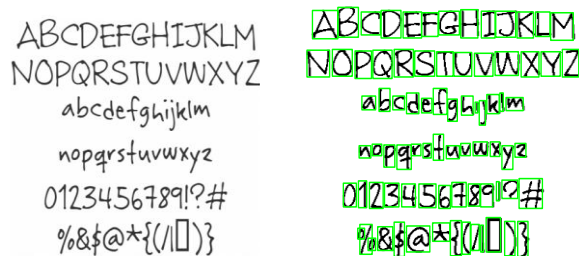 ABCDEFGHIJKLM
NOPQRSTUVWXYZ
abcdefghijklm
nopqrstuvwxyz
0123456789!?#
%&$@*{(/|▯)}
ABCDEFGHIJKLM
NOPQRSTUVWXYZ
abcdefghijklm
nopqrstuvwxyz
0123456789!?#
%&$@*{(/|▯)}